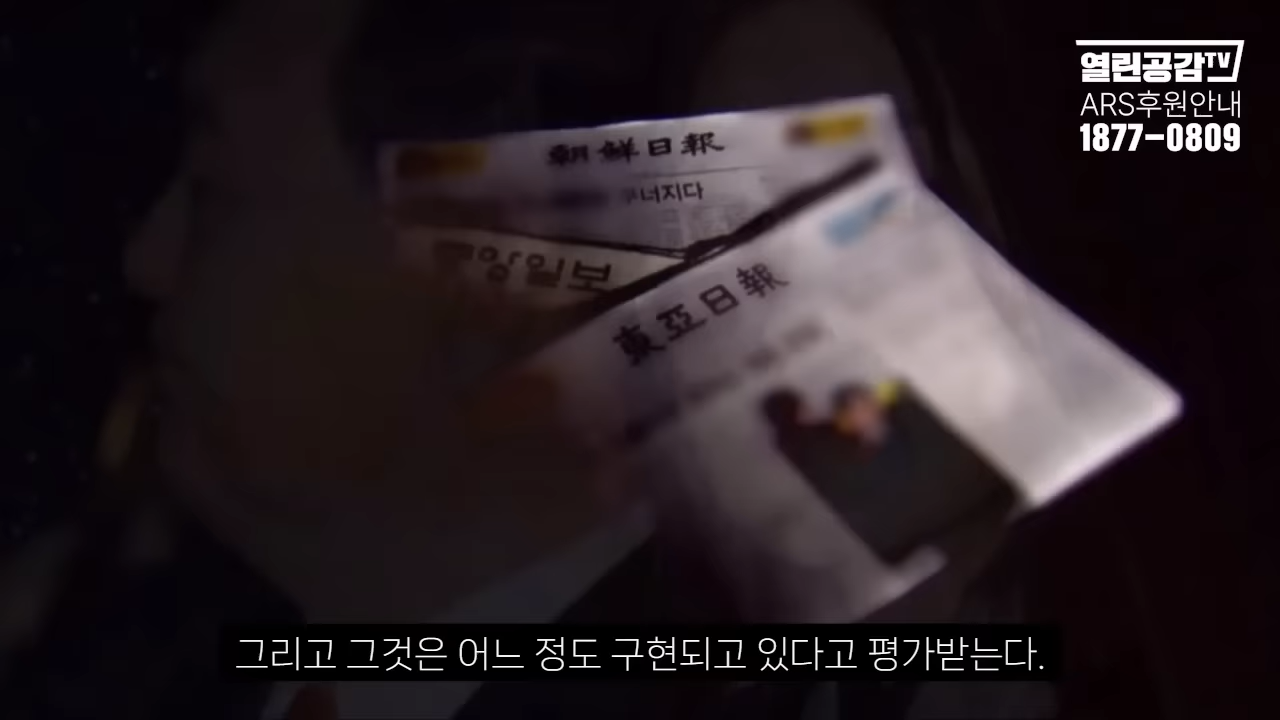 열린공감TV
ARS후원안내
1877-0809
朝鮮日報
너지다
앙일보
東亞日報
그리고 그것은 어느 정도 구현되고 있다고 평가받는다.